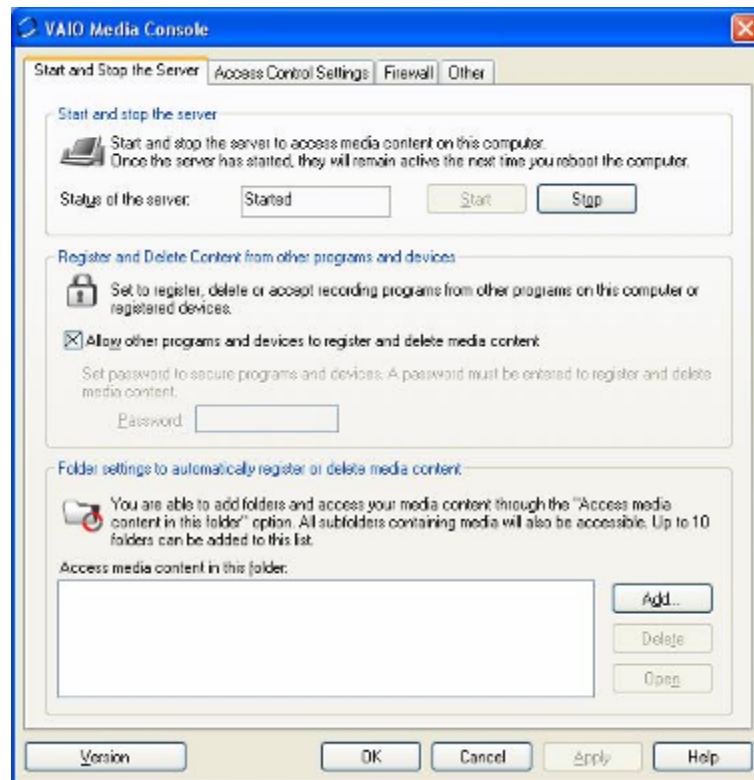 VAIO Media Console
Start and Stop the Server Access Control Settings Firewall Other
Start and stop the server
Start and stop the server to access media content on this computer.
Once the server has started, they will remain active the next time you reboot the computer.
Status of the server: Started Start Stop
Register and Delete Content from other programs and devices
Set to register, delete or accept recording programs from other programs on this computer or
registered devices.
Allow other programs and devices to register and delete media content
Set password to secure programs and devices. A password must be entered to register and delete
media content.
Password
Folder settings to automatically register or delete media content
You are able to add folders and access your media content through the "Access media
content in this folder" option. All subfolders containing media will also be accessible. Up to 10
folders can be added to this list.
Access media content in this folder:
Add...
Delete
Open
Version OK Cancel Apply Help